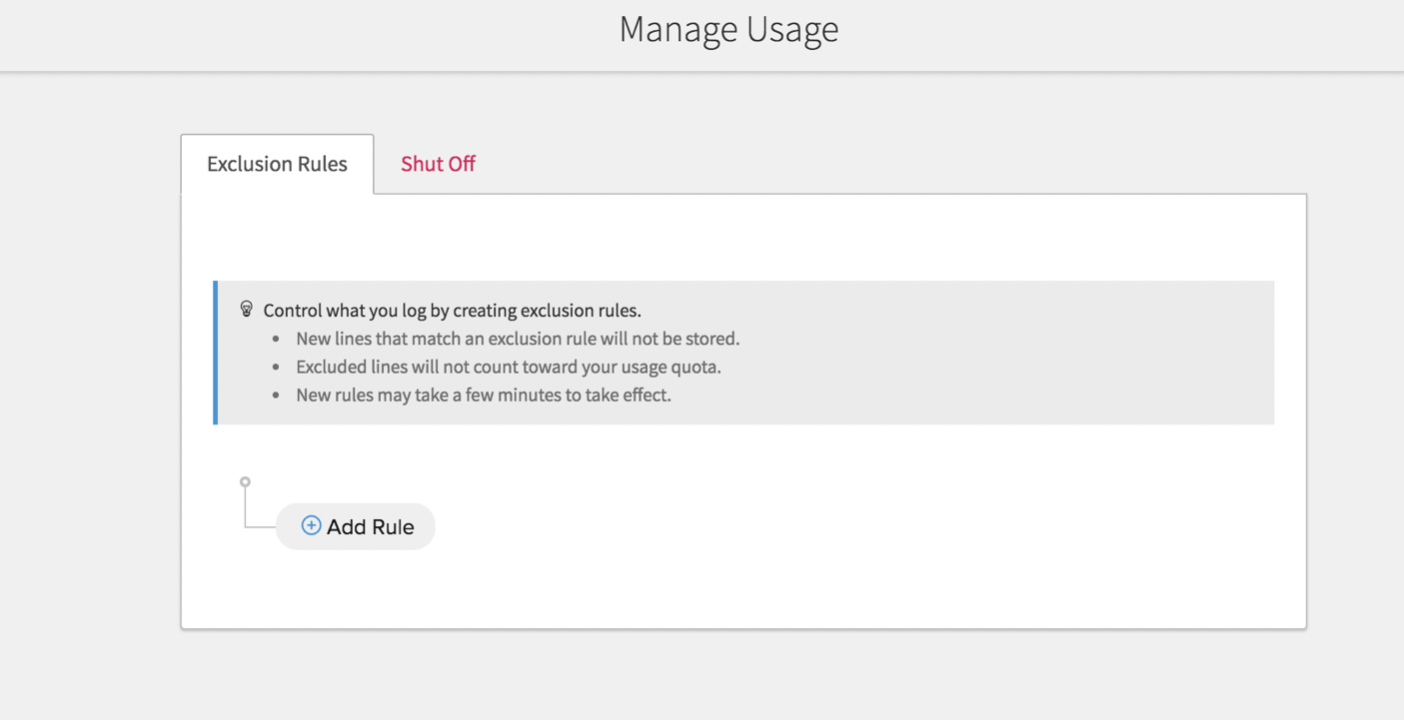 Manage Usage
Exclusion Rules
Shut Off
Control what you log by creating exclusion rules.
New lines that match an exclusion rule will not be stored.
Excluded lines will not count toward your usage quota.
New rules may take a few minutes to take effect.
Add Rule